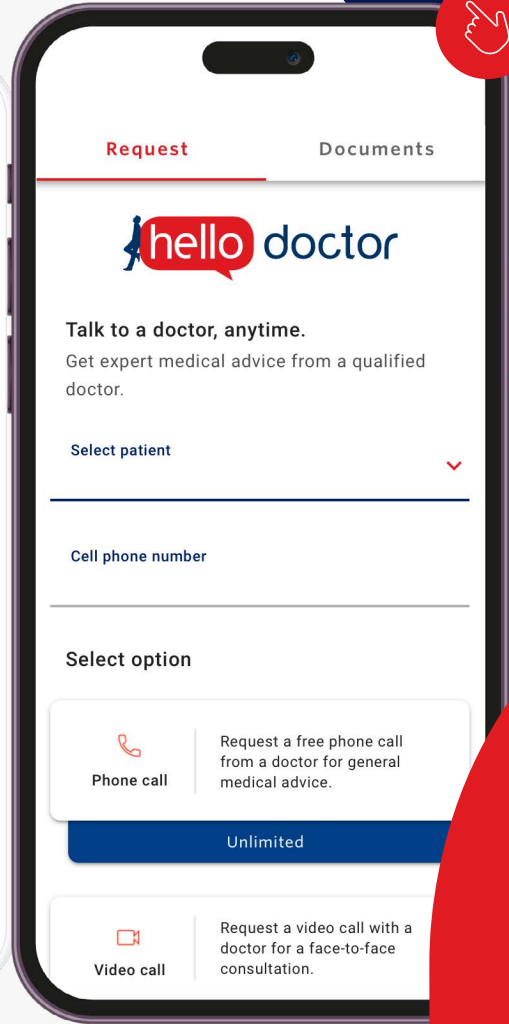 Request Documents
hello doctor
Talk to a doctor, anytime.
Get expert medical advice from a qualified
doctor.
Select patient
Cell phone number
Select option
Phone call
Request a free phone call
from a doctor for general
medical advice.
Unlimited
Video call
Request a video call with a
doctor for a face-to-face
consultation.